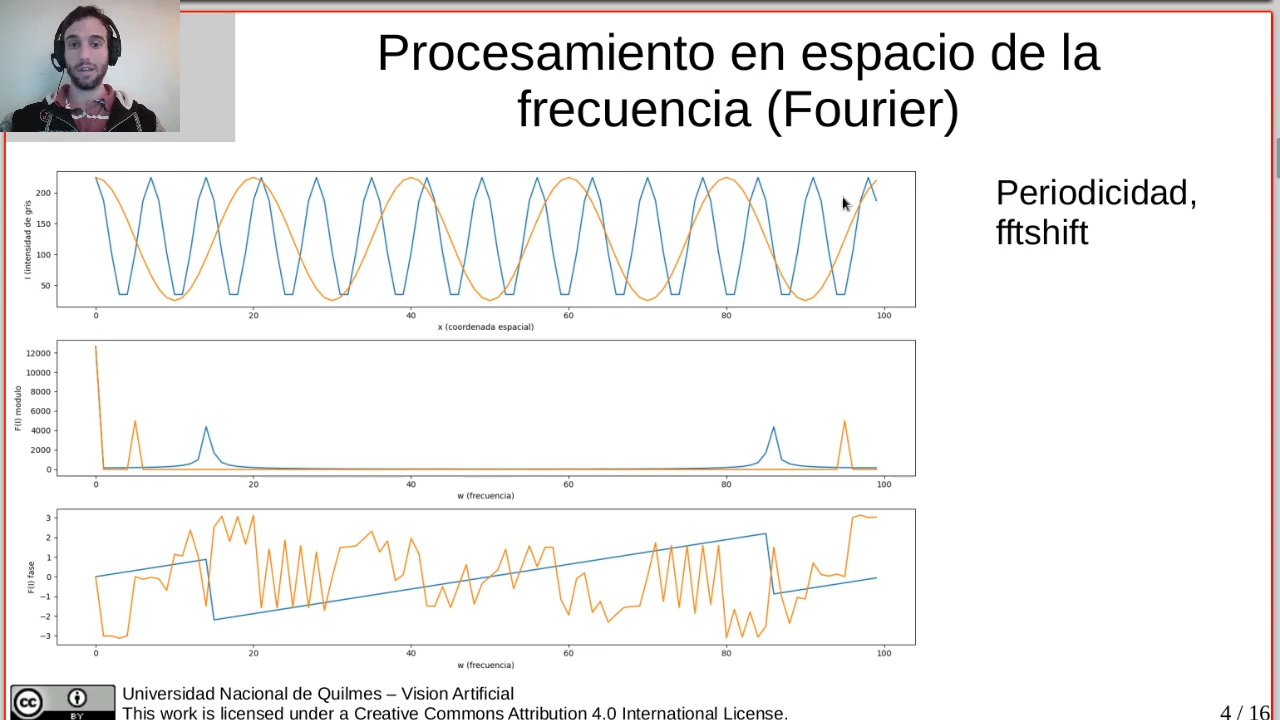 Procesamiento en espacio de la
frecuencia (Fourier)
Periodicidad,
fftshift
200
150
100
50
I (intensidad de gris
0 20 40 60 80 100
x (coordenada espacial)
12000
10000
8000
6000
4000
2000
0
F(I) modulo
0 20 40 60 80 100
w (frecuencia)
3
2
1
0
−1
−2
−3
F(I) fase
0 20 40 60 80 100
w (frecuencia)
cc
BY
Universidad Nacional de Quilmes – Vision Artificial
This work is licensed under a Creative Commons Attribution 4.0 International License.
4 / 16